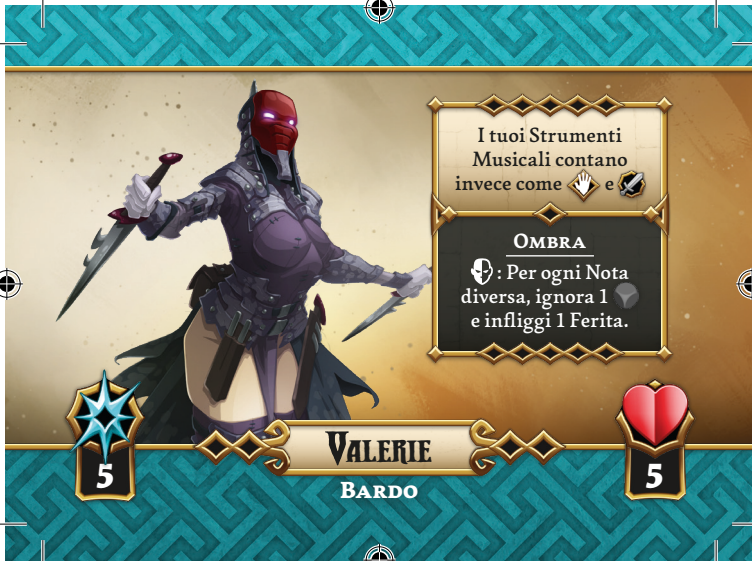 I tuoi Strumenti
Musicali contano
invece come e
Ombra
: Per ogni Nota
diversa, ignora 1
e infliggi 1 Ferita.
5
Valerie
5
Bardo